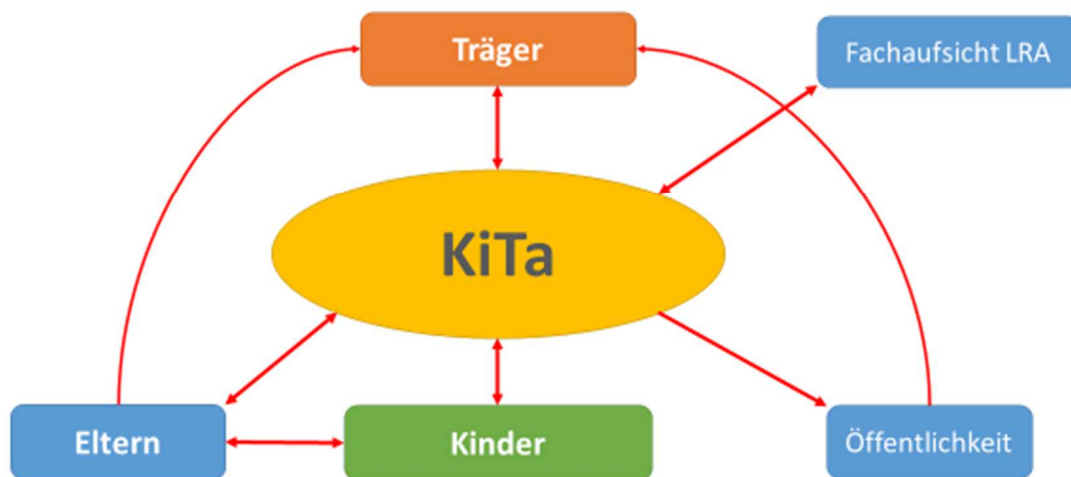 Träger
Fachaufsicht LRA
KiTa
Eltern
Kinder
Öffentlichkeit